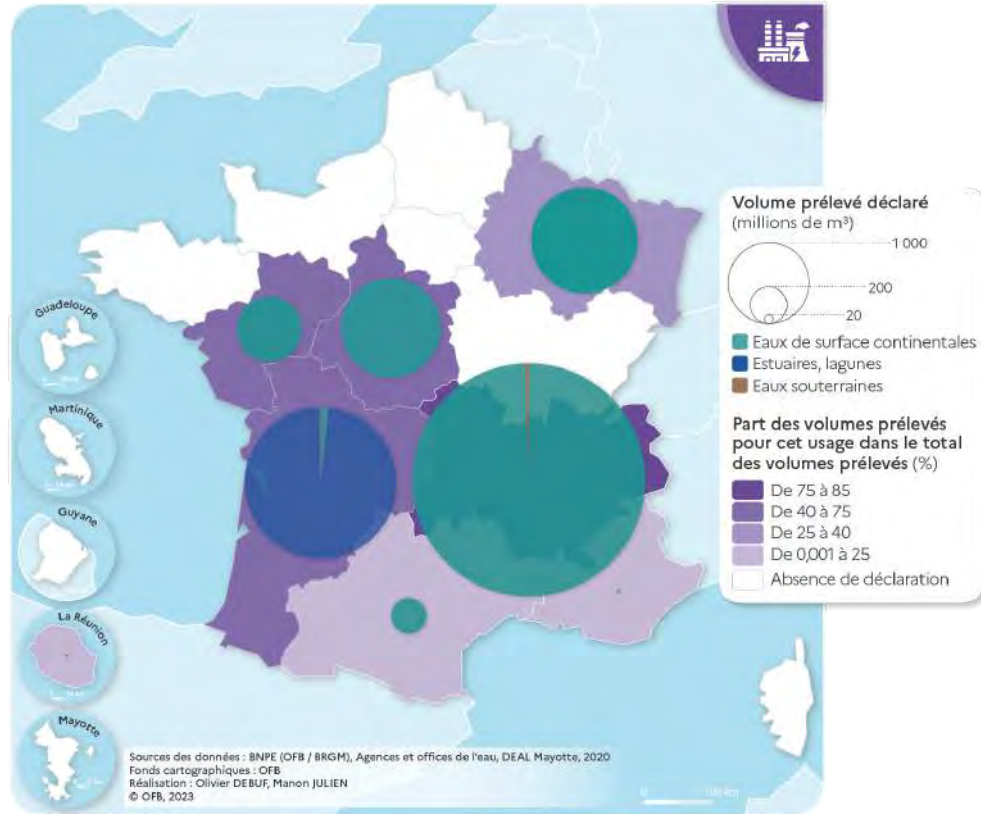 Guadeloupe
Martinique
Guyane
La Réunion
Mayotte
Volume prélevé déclaré
(millions de m³)
1 000
200
20
Eaux de surface continentales
Estuaires, lagunes
Eaux souterraines
Part des volumes prélevés
pour cet usage dans le total
des volumes prélevés (%)
De 75 à 85
De 40 à 75
De 25 à 40
De 0,001 à 25
Absence de déclaration
Sources des données : BNPE (OFB / BRGM), Agences et offices de l'eau, DEAL Mayotte, 2020
Fonds cartographiques : OFB
Réalisation : Olivier DEBUF, Manon JULIEN
© OFB, 2023
0